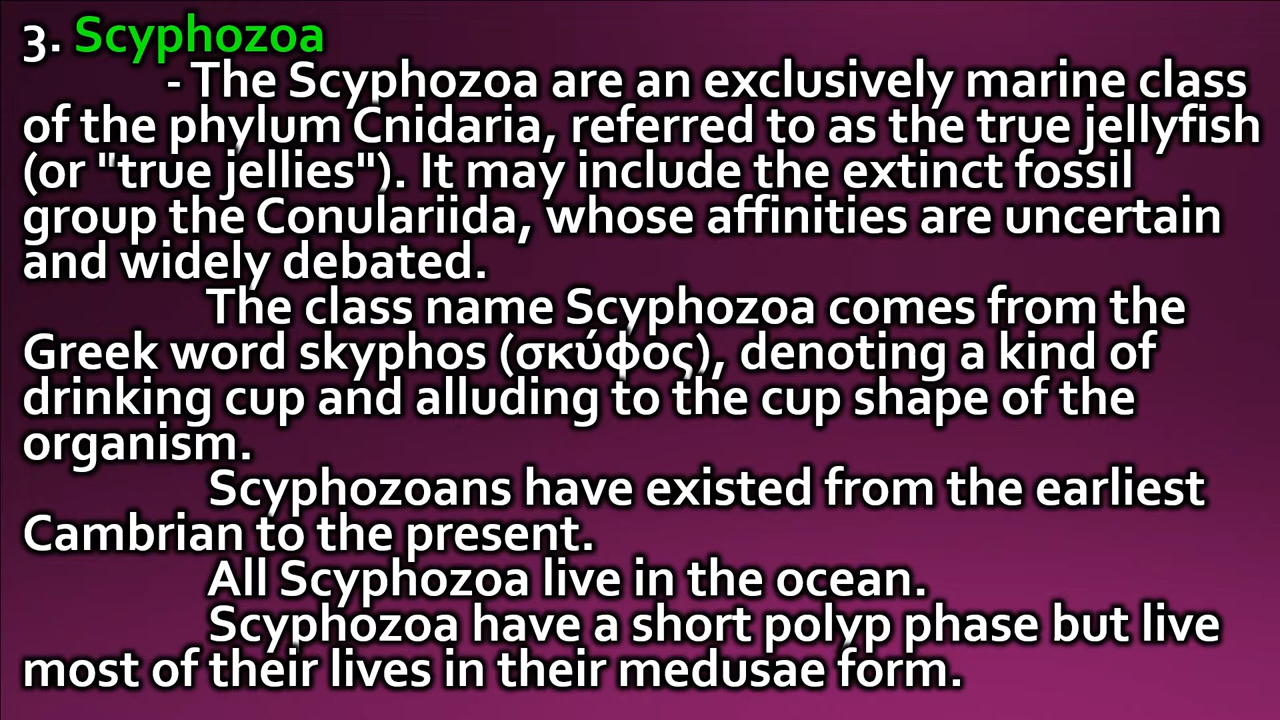 3. Scyphozoa
- The Scyphozoa are an exclusively marine class
of the phylum Cnidaria, referred to as the true jellyfish
(or "true jellies"). It may include the extinct fossil
group the Conulariida, whose affinities are uncertain
and widely debated.
The class name Scyphozoa comes from the
Greek word skyphos (σκύφος), denoting a kind of
drinking cup and alluding to the cup shape of the
organism.
Scyphozoans have existed from the earliest
Cambrian to the present.
All Scyphozoa live in the ocean.
Scyphozoa have a short polyp phase but live
most of their lives in their medusae form.